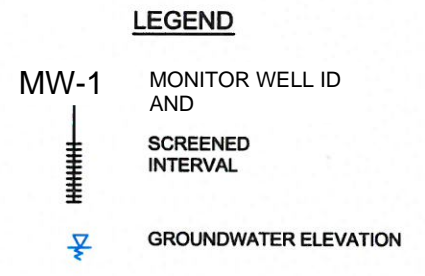 LEGEND
MW-1 MONITOR WELL ID
AND
SCREENED
INTERVAL
GROUNDWATER ELEVATION